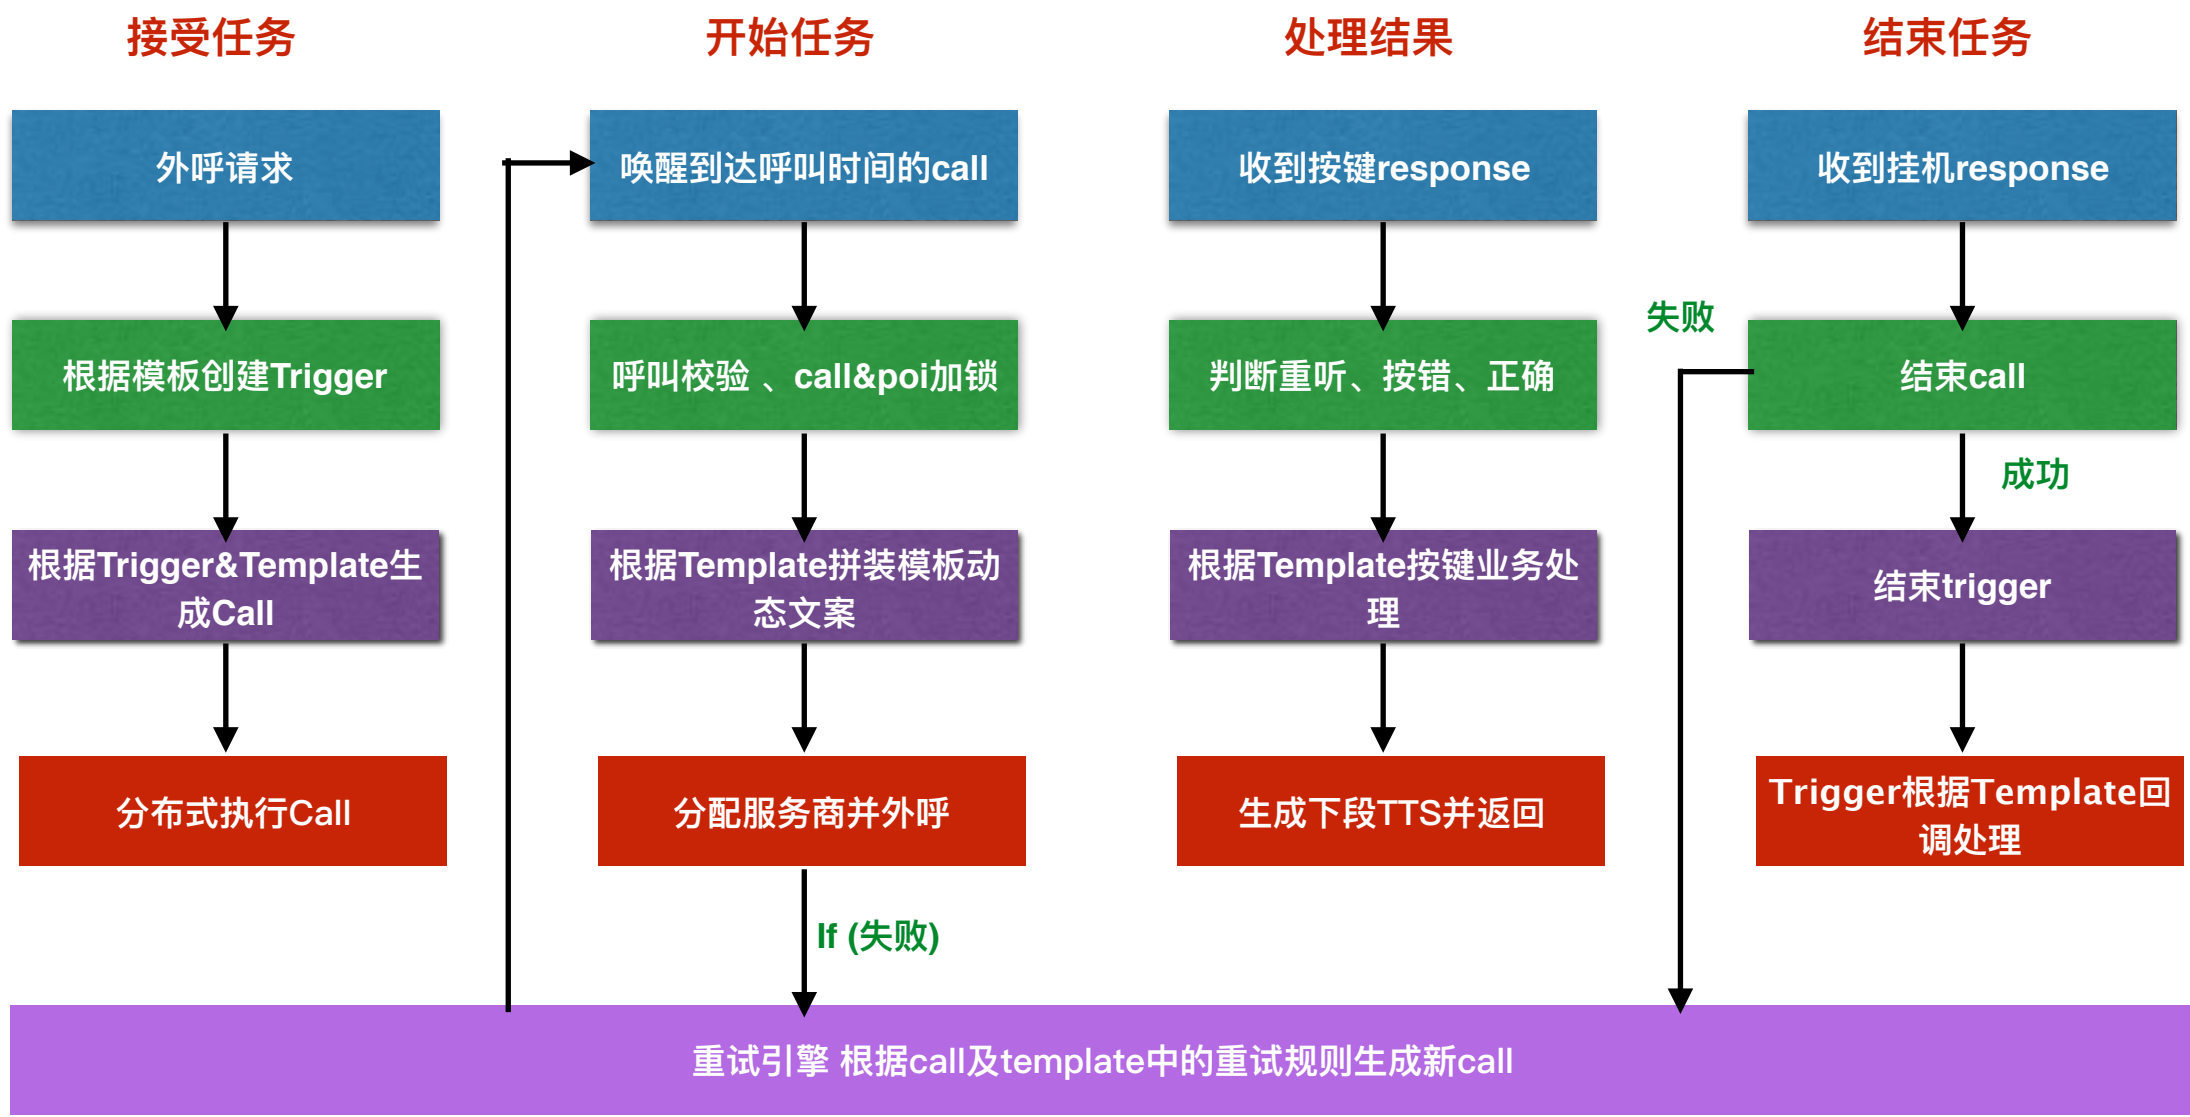 接受任务
开始任务
处理结果
结束任务
外呼请求
唤醒到达呼叫时间的call
收到按键response
收到挂机response
失败
根据模板创建Trigger
呼叫校验 、call&poi加锁
判断重听、按错、正确
结束call
成功
根据Trigger&Template生
成Call
根据Template拼装模板动
态文案
根据Template按键业务处
理
结束trigger
分布式执行Call
分配服务商并外呼
生成下段TTS并返回
Trigger根据Template回
调处理
If (失败)
重试引擎 根据call及template中的重试规则生成新call